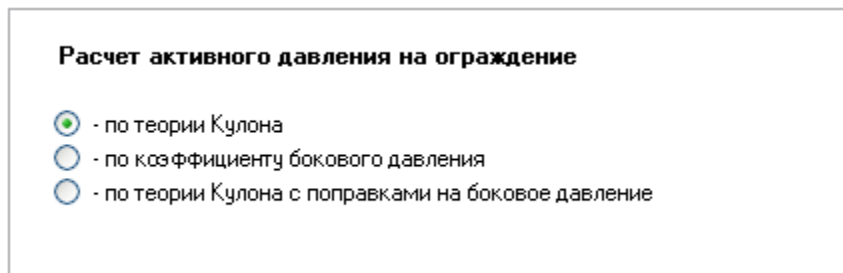 Расчет активного давления на ограждение
- по теории Кулона
- по коэффициенту бокового давления
- по теории Кулона с поправками на боковое давление